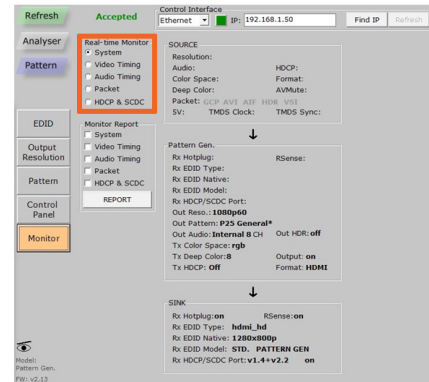 Refresh
Accepted
Control Interface
Ethernet
IP: 192.168.1.50
Find IP
Refresh
Analyser
Pattern
EDID
Output
Resolution
Pattern
Control
Panel
Monitor
Model:
Pattern Gen.
FW: v2.13
Real-time Monitor
System
Video Timing
Audio Timing
Packet
HDCP & SCDC
Monitor Report
System
Video Timing
Audio Timing
Packet
HDCP & SCDC
REPORT
SOURCE
Resolution:
Audio: HDCP:
Color Space: Format:
Deep Color: AVMute:
Packet: GCP AVI AIF HDR VSI
5V: TMDS Clock: TMDS Sync:
Pattern Gen.
Rx Hotplug: RSense:
Rx EDID Type:
Rx EDID Native:
Rx EDID Model:
Rx HDCP/SCDC Port:
Out Reso.: 1080p60
Out Pattern: P25 General*
Out Audio: Internal 8 CH Out HDR: off
Tx Color Space: rgb
Tx Deep Color: 8 Output: on
Tx HDCP: Off Format: HDMI
SINK
Rx Hotplug: on RSense: on
Rx EDID Type: hdmi_hd
Rx EDID Native: 1280x800p
Rx EDID Model: STD. PATTERN GEN
Rx HDCP/SCDC Port: v1.4+v2.2 on